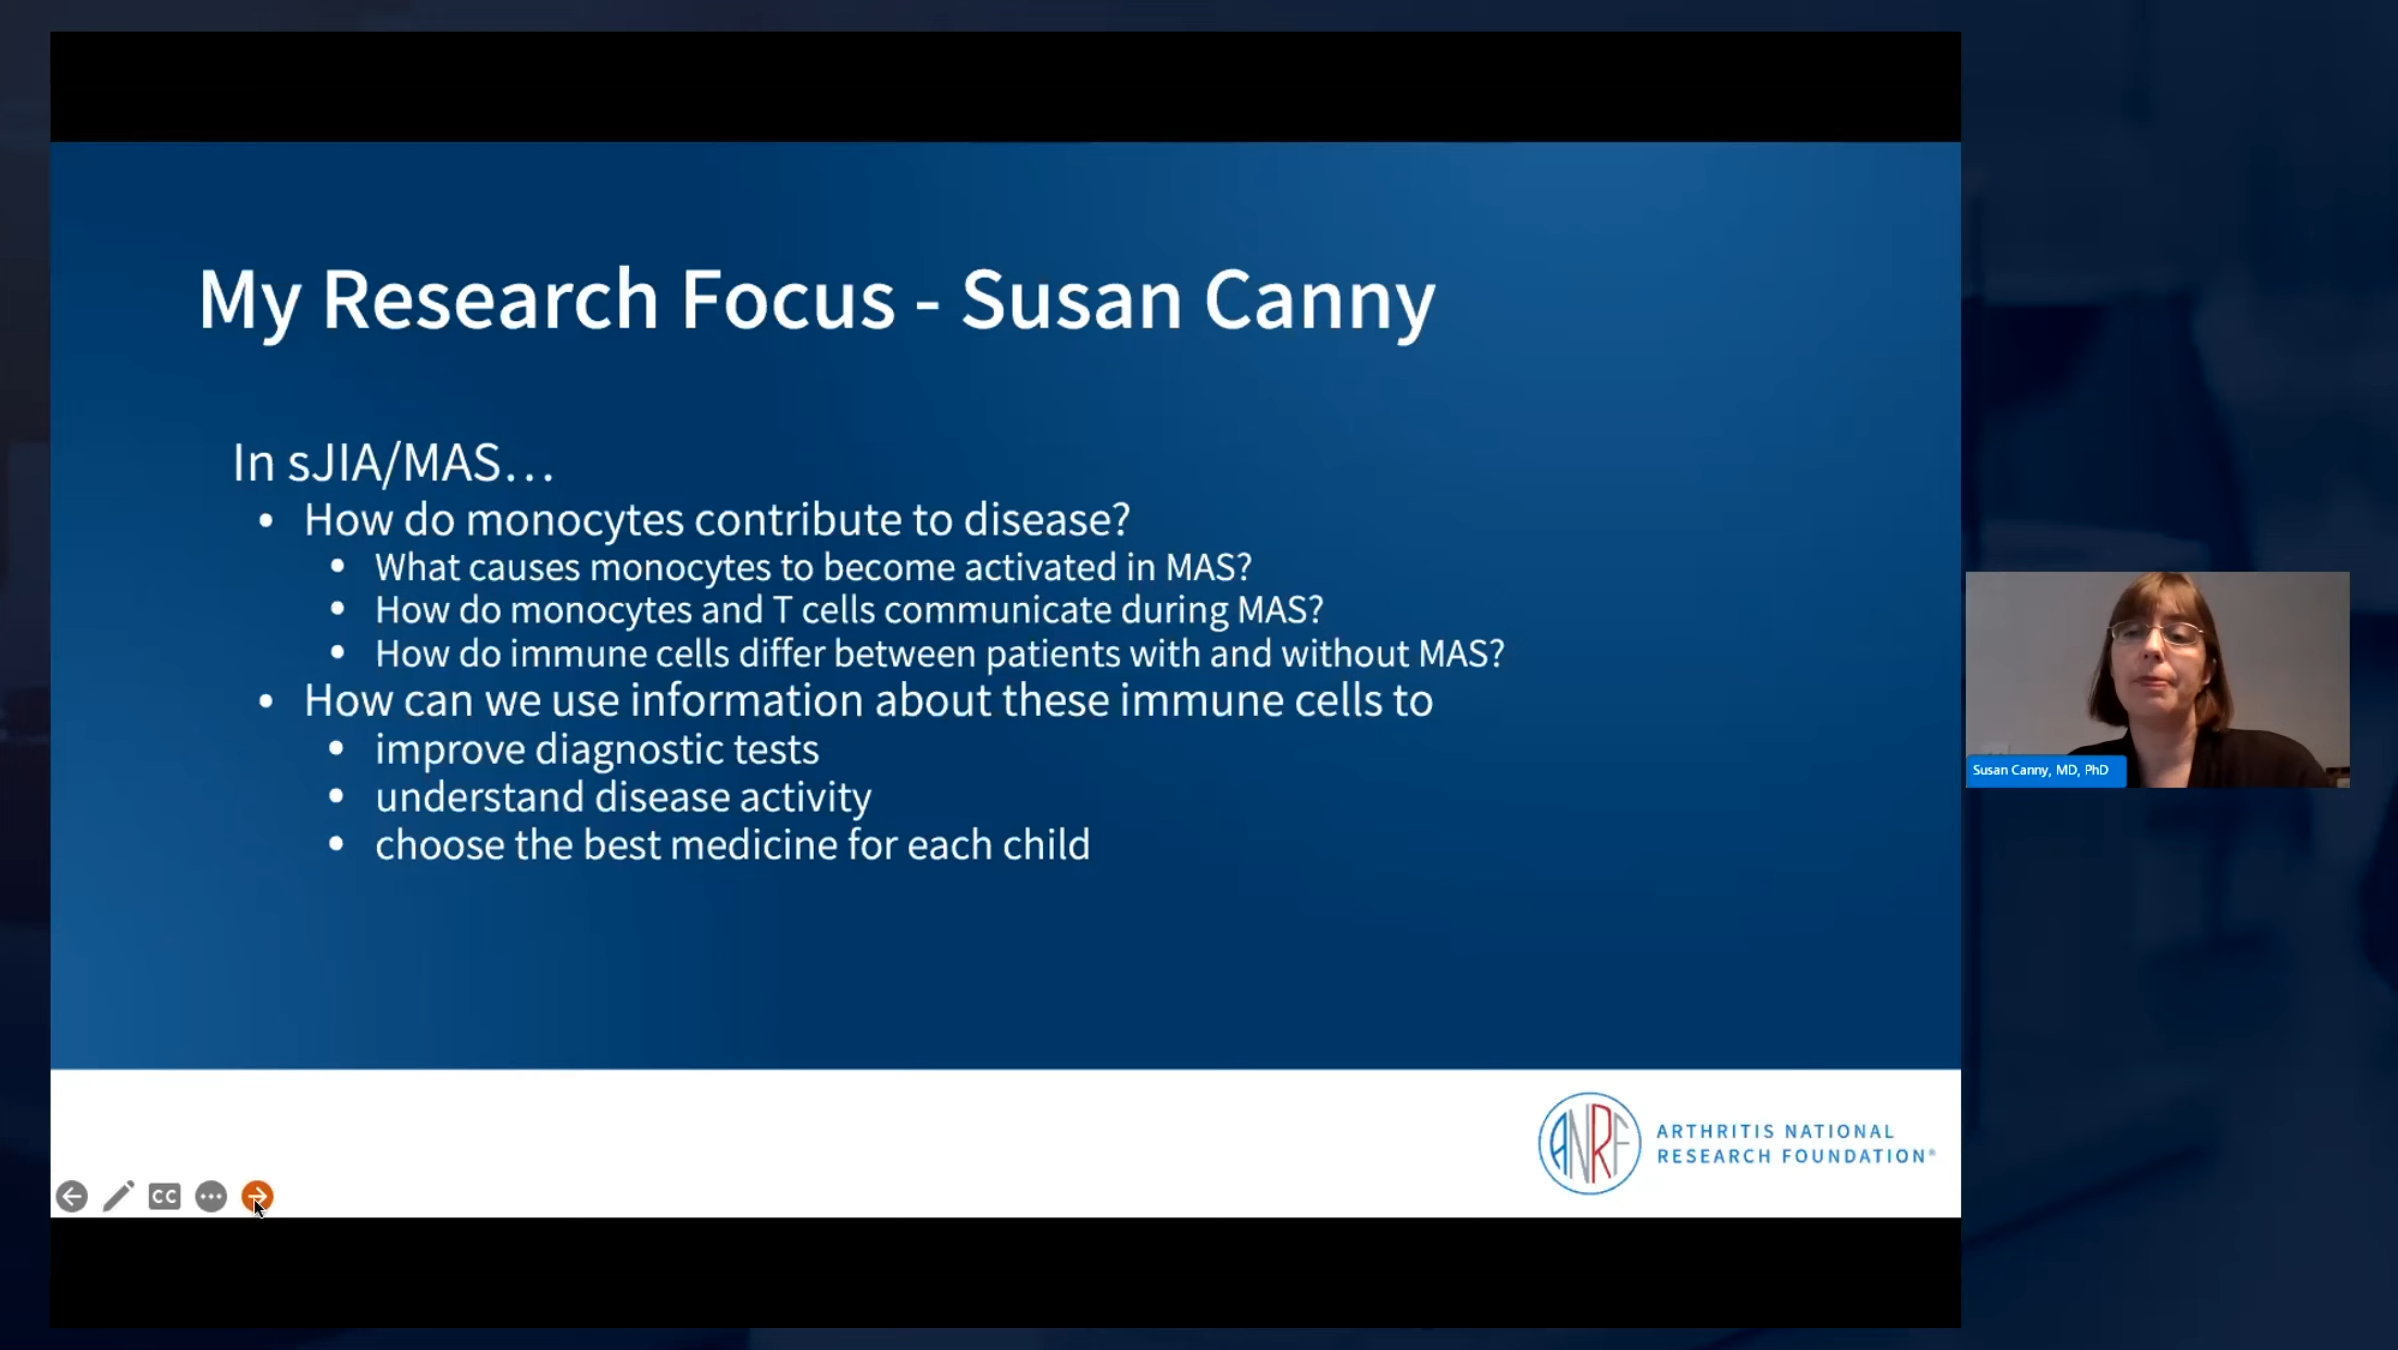 My Research Focus - Susan Canny
In sJIA/MAS...
• How do monocytes contribute to disease?
• What causes monocytes to become activated in MAS?
• How do monocytes and T cells communicate during MAS?
• How do immune cells differ between patients with and without MAS?
• How can we use information about these immune cells to
• improve diagnostic tests
• understand disease activity
• choose the best medicine for each child
Susan Canny, MD, PhD
ANRF
ARTHRITIS NATIONAL
RESEARCH FOUNDATION®
CC